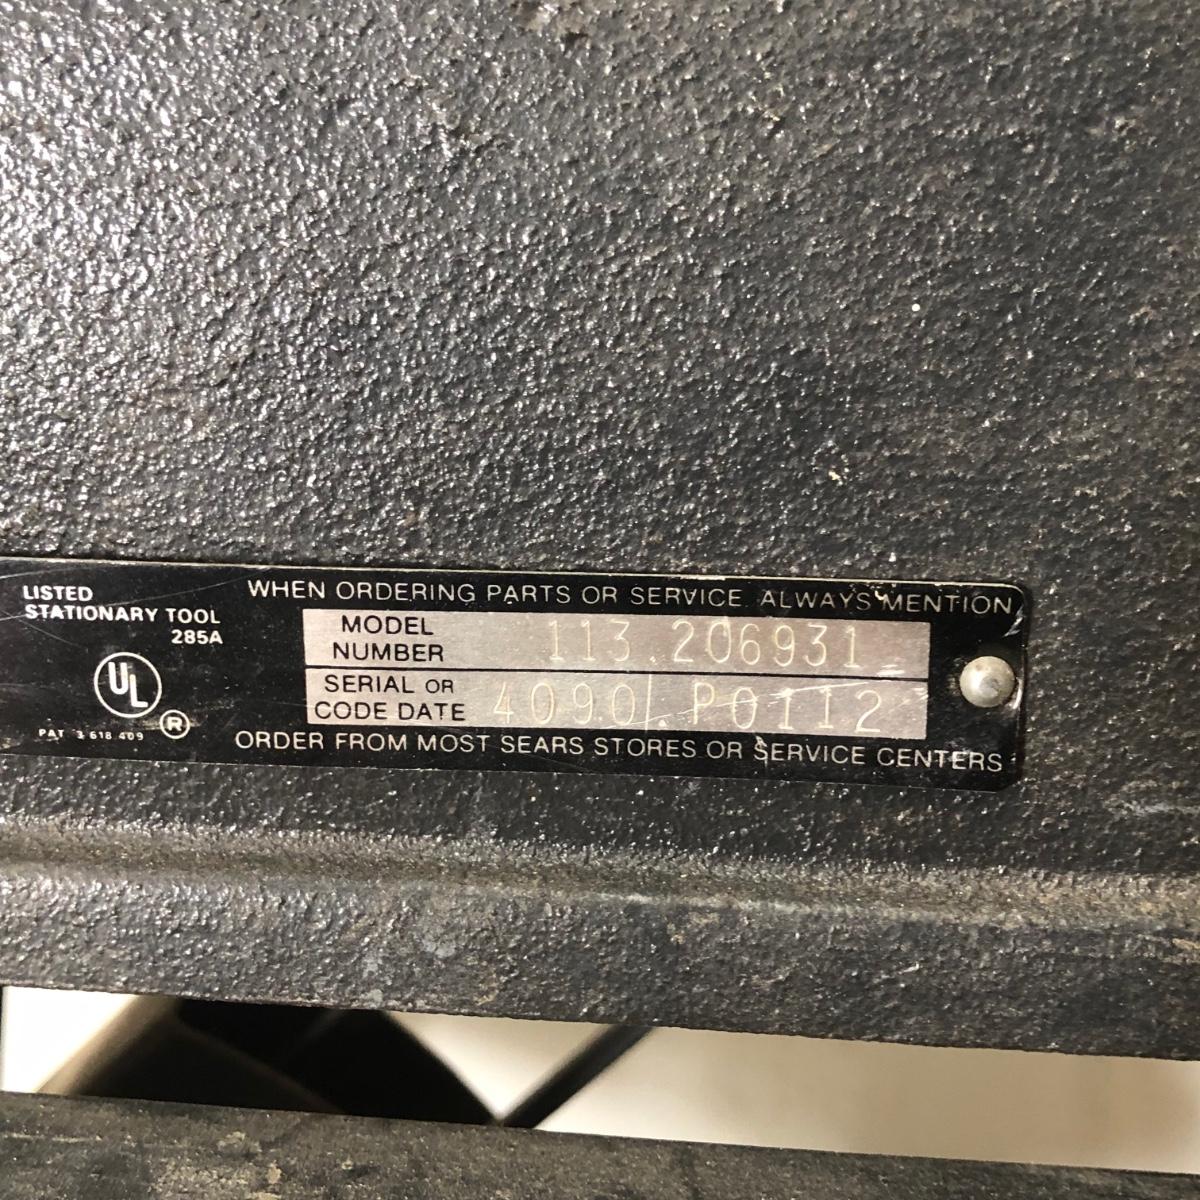 LISTED
STATIONARY TOOL
285A
UL
®
PAT 3 618 409
WHEN ORDERING PARTS OR SERVICE ALWAYS MENTION
MODEL NUMBER 113.206931
SERIAL OR CODE DATE 4090 .P0112
ORDER FROM MOST SEARS STORES OR SERVICE CENTERS